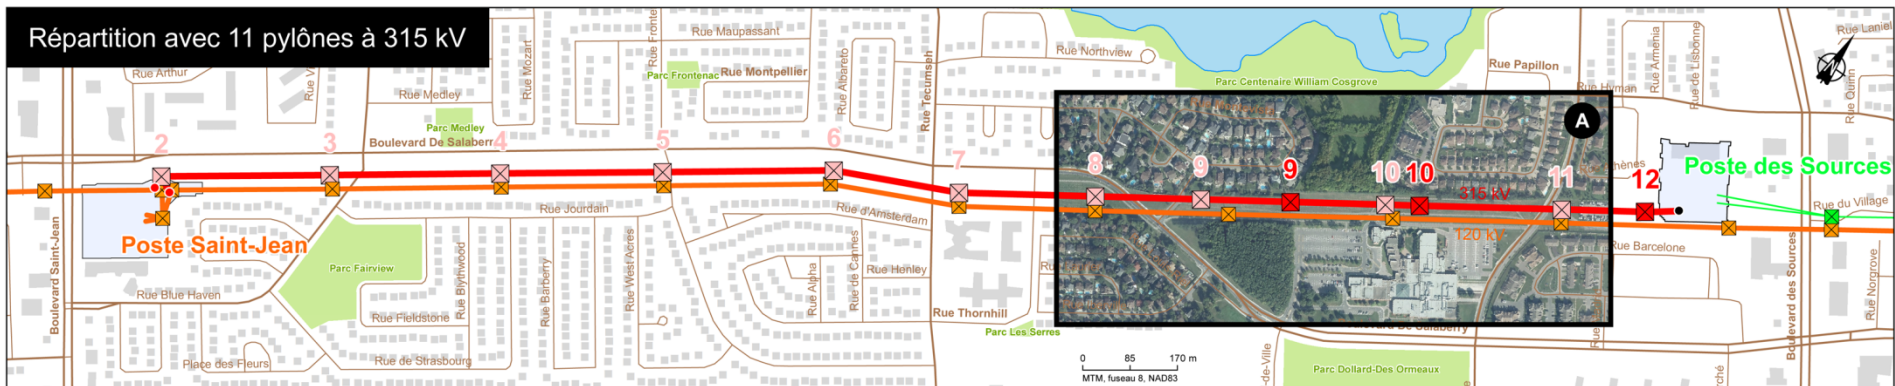 Répartition avec 11 pylônes à 315 kV
Rue Arthur
Rue Mozart
Rue Medley
Parc Medley
Boulevard De Salaberr
Rue Fronte
Parc Frontenac
Rue Maupassant
Rue Montpellier
Rue Albareto
Rue Tecumseh
Rue Northview
Parc Centenaire William Cosgrove
Rue Papillon
Rue Hyman
Rue Armenia
Rue de Lisbonne
Rue Laniel
Rue Quinn
A
2
3
4
5
6
7
8
9
9
10
10
11
12
315 kV
120 kV
Poste des Sources
Rue du Village
Rue Barcelone
Boulevard des Sources
Rue Norgrove
Boulevard Saint-Jean
Poste Saint-Jean
Rue Blue Haven
Place des Fleurs
Parc Fairview
Rue Fieldstone
Rue de Strasbourg
Rue Blythwood
Rue Jourdain
Rue Barberry
Rue West Acres
Rue d'Amsterdam
Rue Alpha
Rue de Cannes
Rue Henley
Rue Thornhill
Parc Les Serres
0 85 170 m
MTM, fuseau 8, NAD83
Parc Dollard-Des Ormeaux
-de-Ville